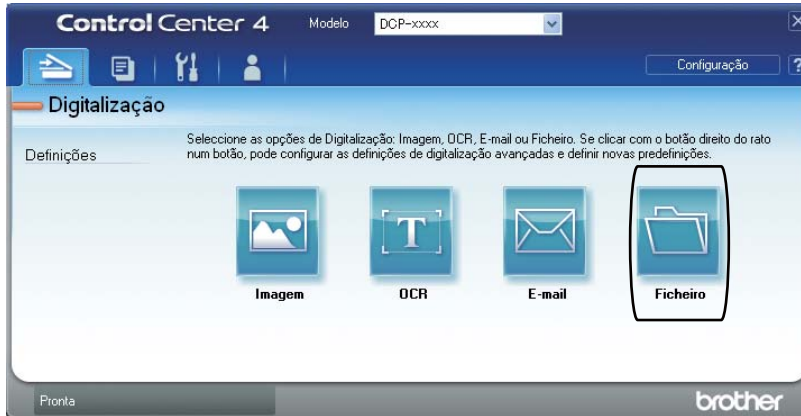 Control Center 4 Modelo DCP-xxxx X
Configuração ?
Digitalização
Seleccione as opções de Digitalização: Imagem, OCR, E-mail ou Ficheiro. Se clicar com o botão direito do rato
Definições num botão, pode configurar as definições de digitalização avançadas e definir novas predefinições.
T
Imagem OCR E-mail Ficheiro
Pronta brother